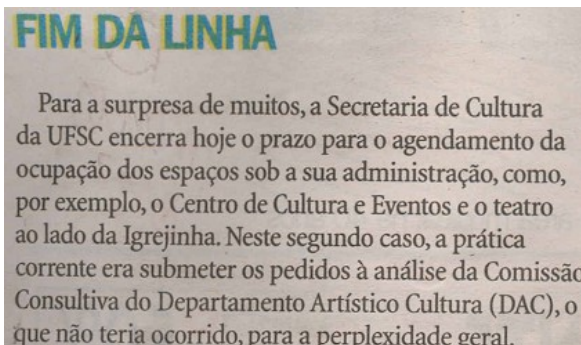 FIM DA LINHA
Para a surpresa de muitos, a Secretaria de Cultura
da UFSC encerra hoje o prazo para o agendamento da
ocupação dos espaços sob a sua administração, como,
por exemplo, o Centro de Cultura e Eventos e o teatro
ao lado da Igrejinha. Neste segundo caso, a prática
corrente era submeter os pedidos à análise da Comissão
Consultiva do Departamento Artístico Cultura (DAC), o
que não teria ocorrido, para a perplexidade geral.